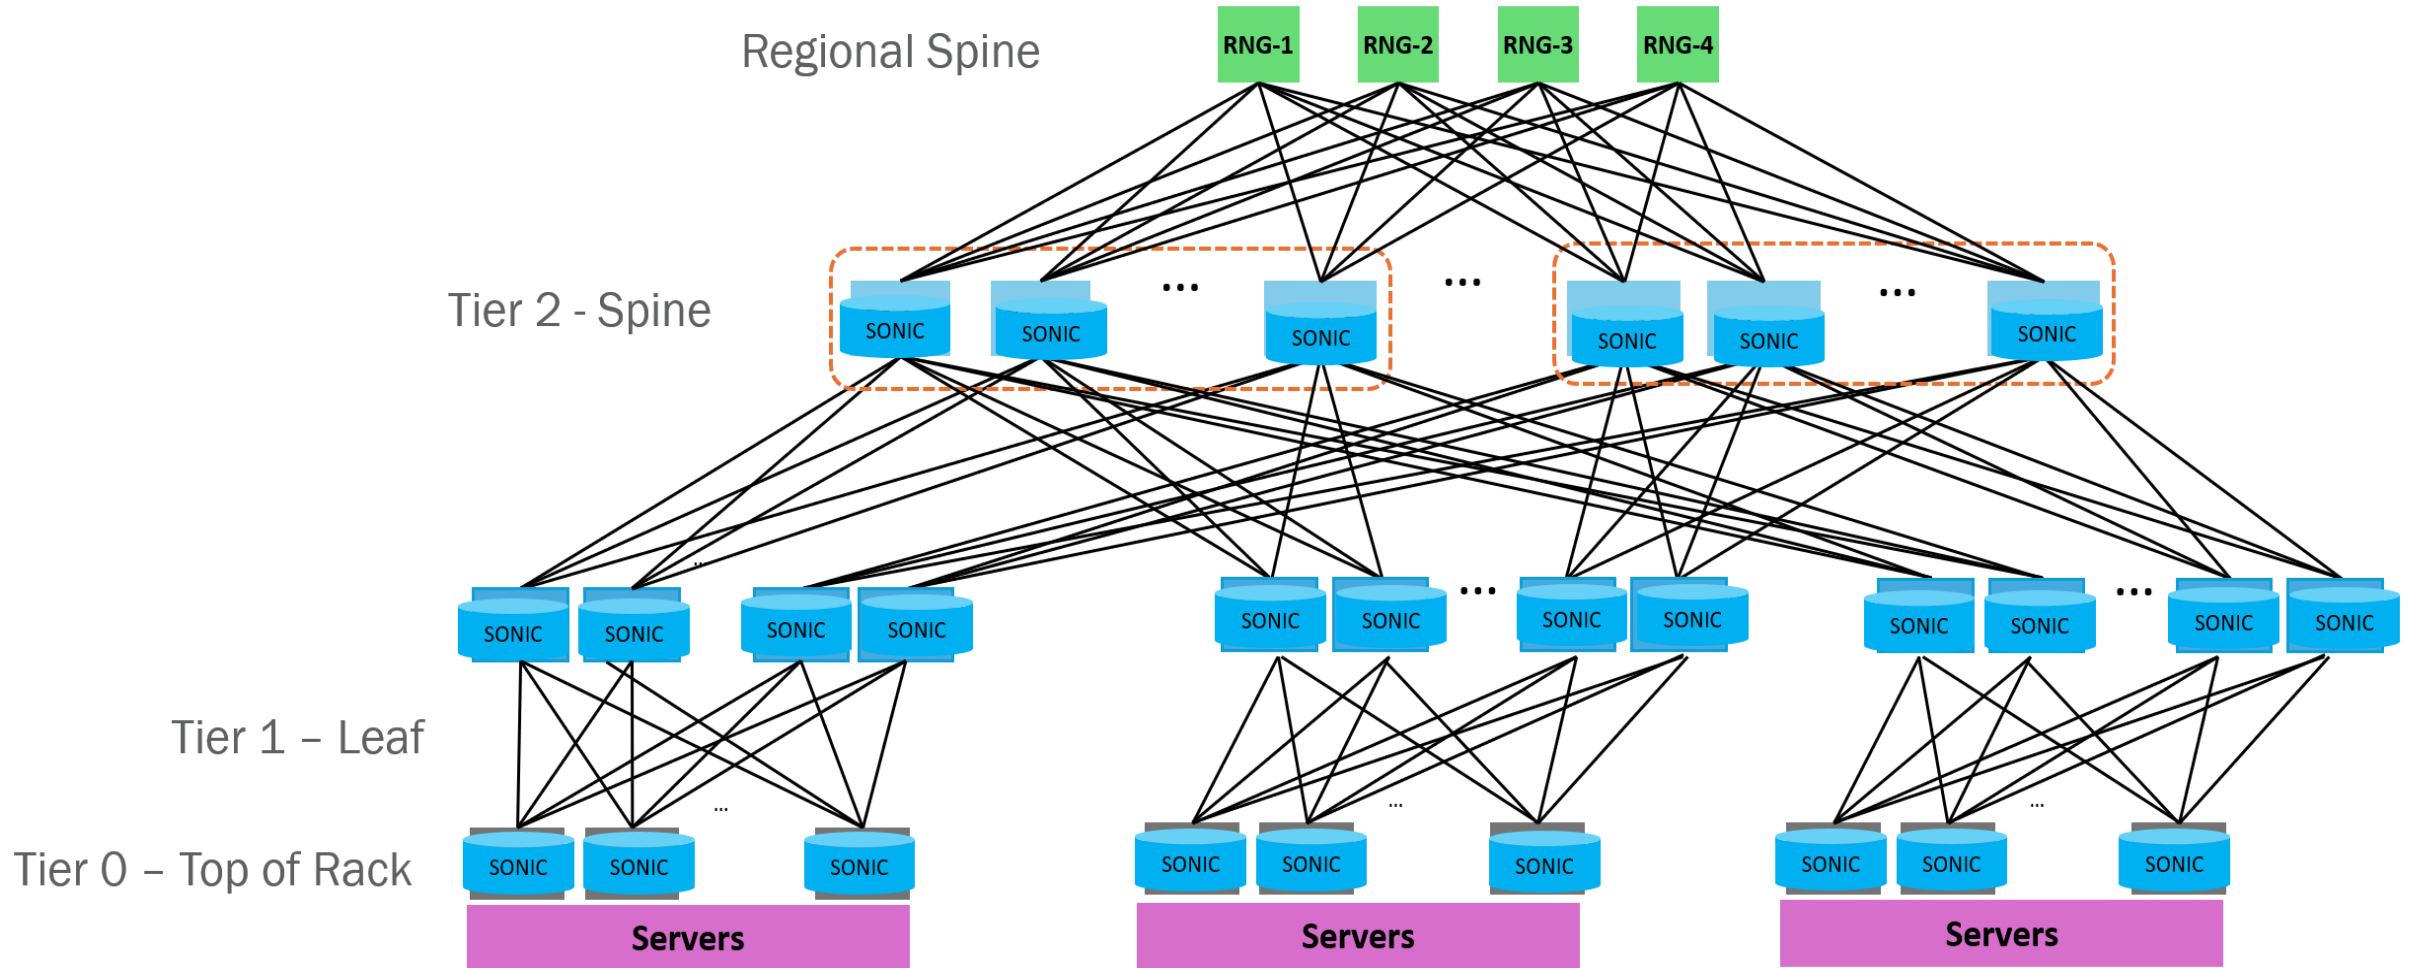 Regional Spine
RNG-1 RNG-2 RNG-3 RNG-4
Tier 2 - Spine
... ... ...
SONIC SONIC SONIC SONIC SONIC SONIC
... ... ...
SONIC SONIC SONIC SONIC SONIC SONIC SONIC SONIC SONIC SONIC SONIC SONIC
Tier 1 – Leaf
... ... ...
Tier 0 – Top of Rack
SONIC SONIC SONIC SONIC SONIC SONIC SONIC SONIC SONIC
Servers Servers Servers